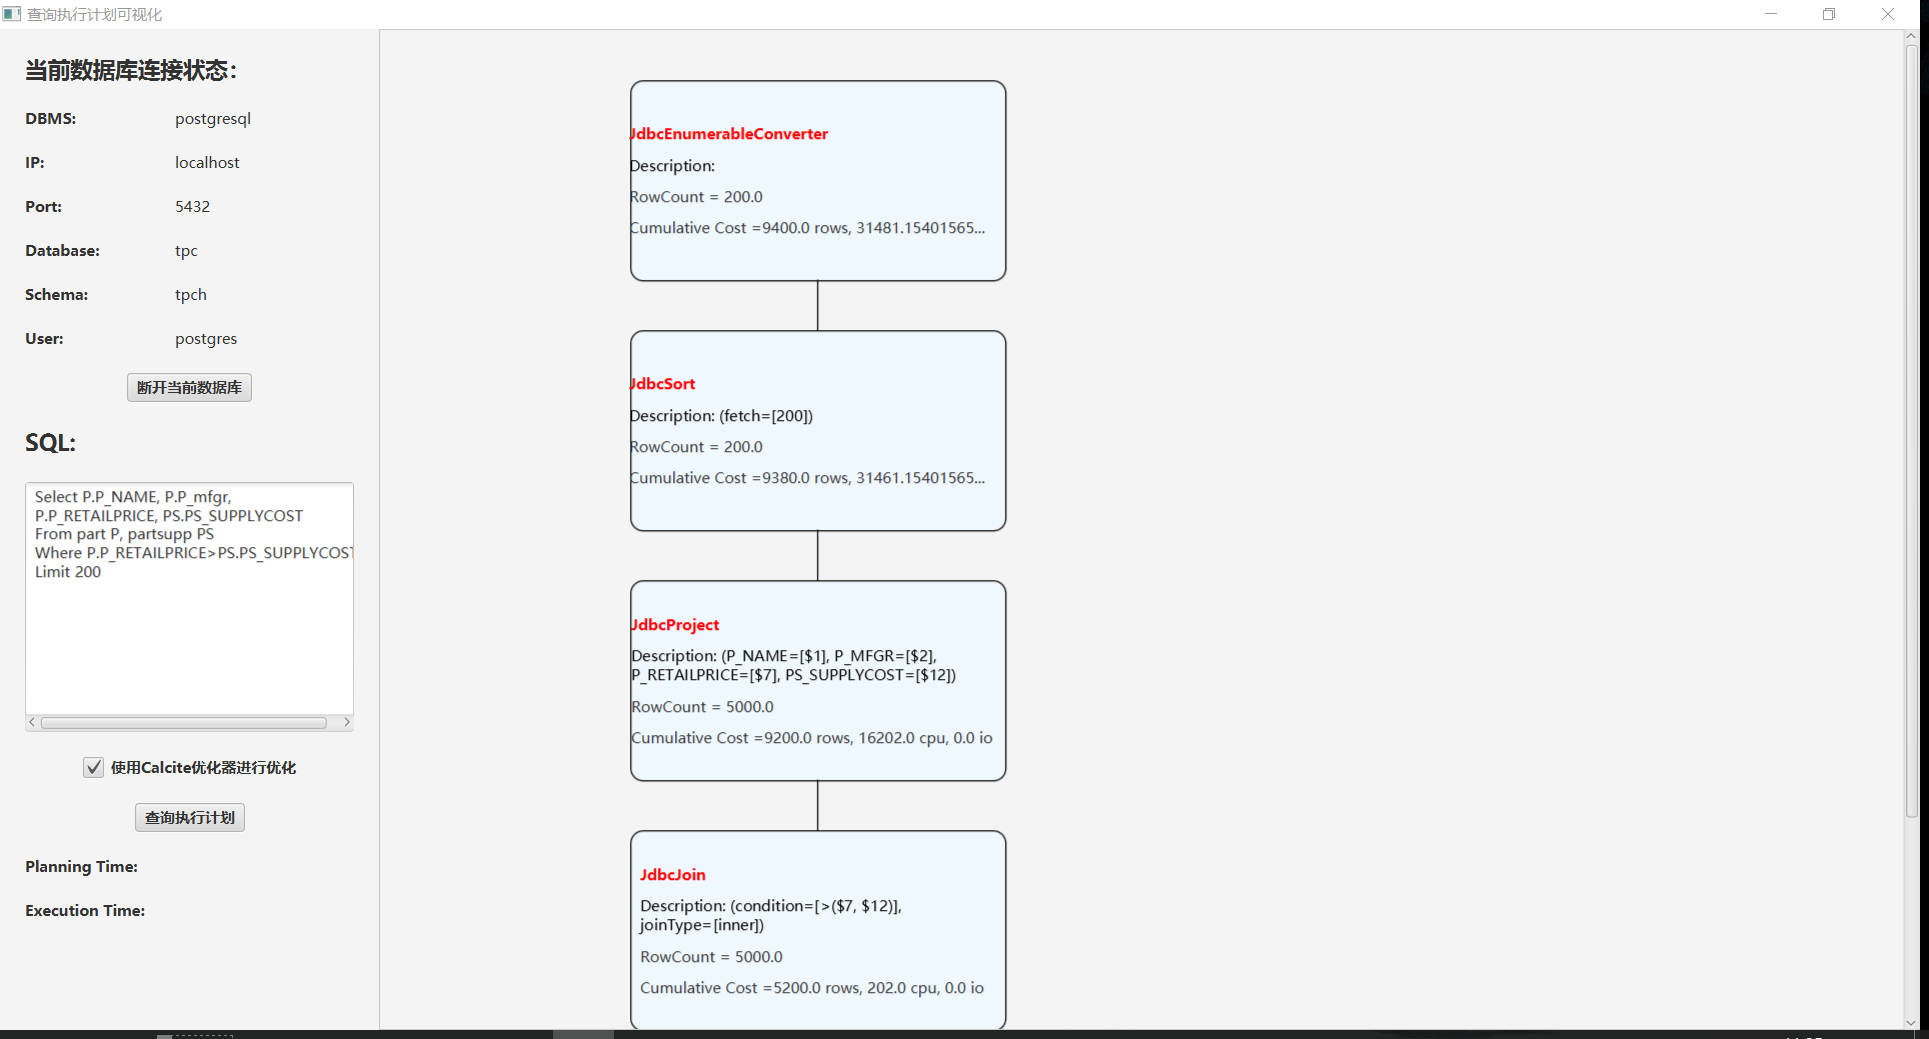 查询执行计划可视化
当前数据库连接状态：
DBMS: postgresql
IP: localhost
Port: 5432
Database: tpc
Schema: tpch
User: postgres
断开当前数据库
SQL:
Select P.P_NAME, P.P_mfgr,
P.P_RETAILPRICE, PS.PS_SUPPLYCOST
From part P, partsupp PS
Where P.P_RETAILPRICE>PS.PS_SUPPLYCOST
Limit 200
使用Calcite优化器进行优化
查询执行计划
Planning Time:
Execution Time:
JdbcEnumerableConverter
Description:
RowCount = 200.0
Cumulative Cost =9400.0 rows, 31481.15401565...
JdbcSort
Description: (fetch=[200])
RowCount = 200.0
Cumulative Cost =9380.0 rows, 31461.15401565...
JdbcProject
Description: (P_NAME=[$1], P_MFGR=[$2],
P_RETAILPRICE=[$7], PS_SUPPLYCOST=[$12])
RowCount = 5000.0
Cumulative Cost =9200.0 rows, 16202.0 cpu, 0.0 io
JdbcJoin
Description: (condition=[>($7, $12)],
joinType=[inner])
RowCount = 5000.0
Cumulative Cost =5200.0 rows, 202.0 cpu, 0.0 io